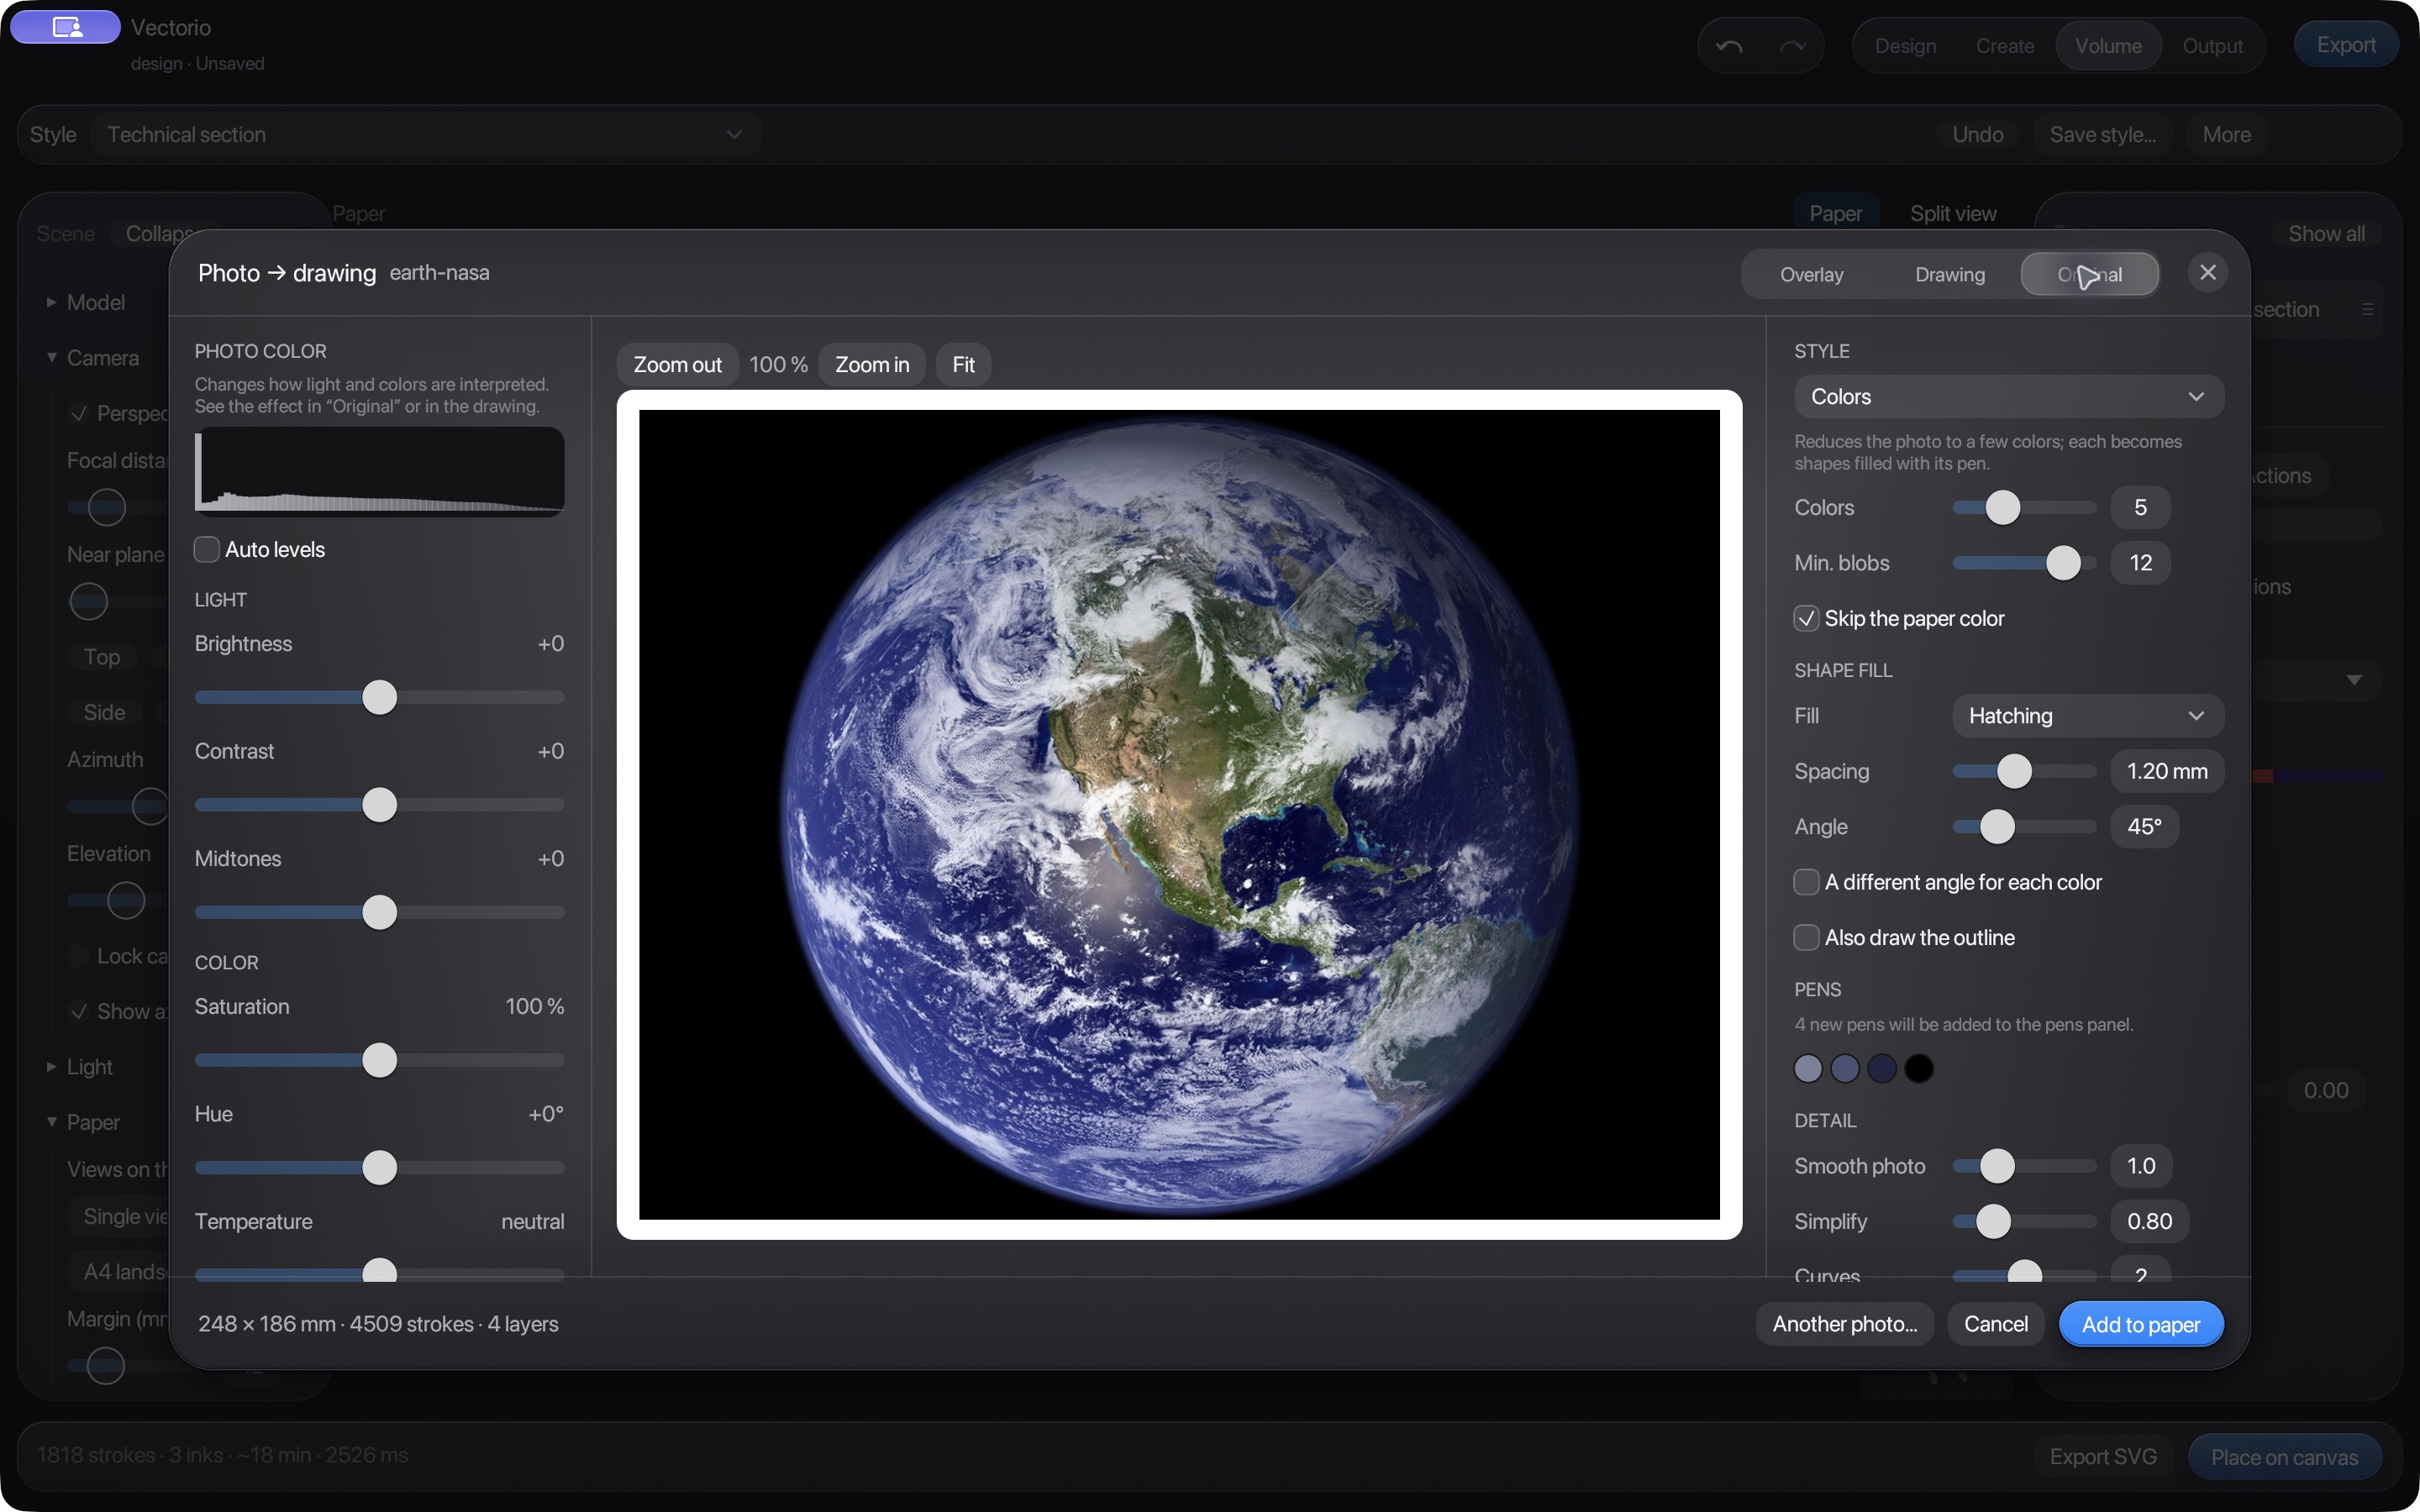 Vectorio
design · Unsaved
Design Create Volume Output Export
Style Technical section Undo Save style... More
Paper Paper Split view
Scene Show all
Photo → drawing earth-nasa Overlay Drawing
Model
Camera
Focal
Near plane
Top
Side
Azimuth
Elevation
Lock
Show
Light
Paper
Views on
Single
A4
Margin
PHOTO COLOR
Changes how light and colors are interpreted.
See the effect in “Original” or in the drawing.
Auto levels
LIGHT
Brightness +0
Contrast +0
Midtones +0
COLOR
Saturation 100 %
Hue +0°
Temperature neutral
Zoom out 100 % Zoom in Fit
STYLE
Colors
Reduces the photo to a few colors; each becomes
shapes filled with its pen.
Colors 5
Min. blobs 12
Skip the paper color
SHAPE FILL
Fill Hatching
Spacing 1.20 mm
Angle 45°
A different angle for each color
Also draw the outline
PENS
4 new pens will be added to the pens panel.
DETAIL
Smooth photo 1.0
Simplify 0.80
Curves 2
section
0.00
248 × 186 mm · 4509 strokes · 4 layers Another photo... Cancel Add to paper
1818 strokes · 3 inks · ~18 min · 2526 ms Export SVG Place on canvas